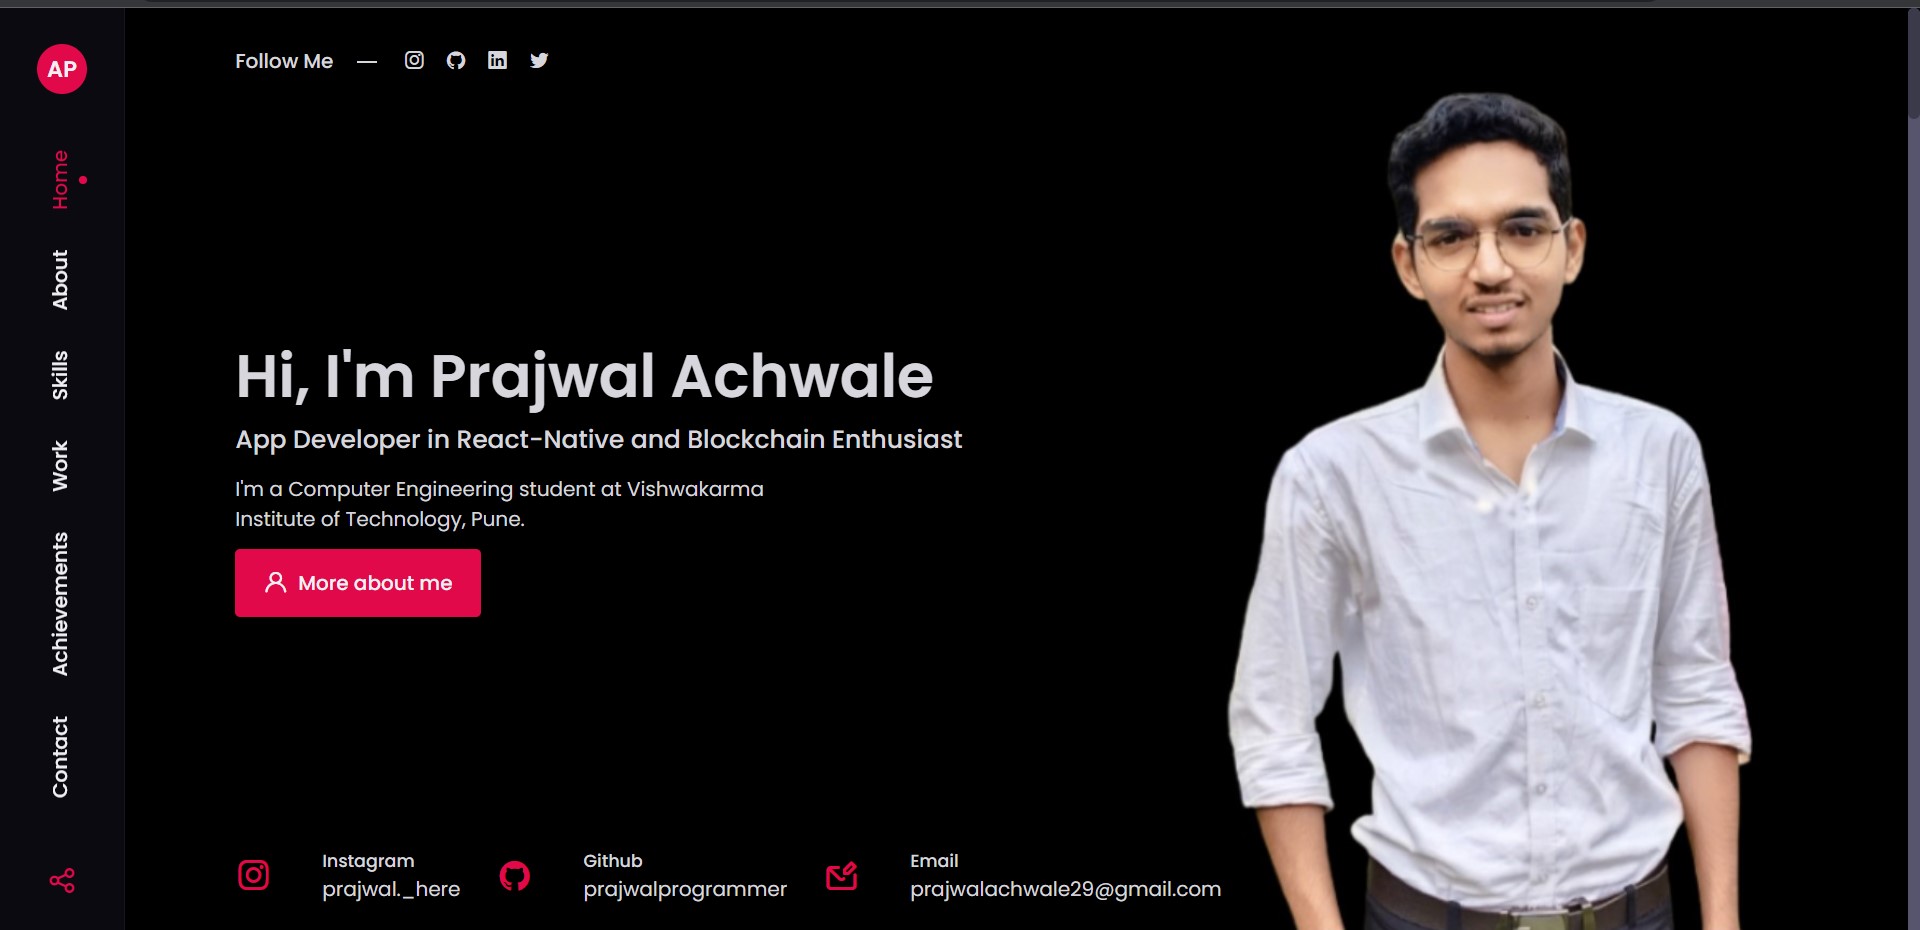 AP
Home
About
Skills
Work
Achievements
Contact
Follow Me
Hi, I'm Prajwal Achwale
App Developer in React-Native and Blockchain Enthusiast
I'm a Computer Engineering student at Vishwakarma
Institute of Technology, Pune.
More about me
Instagram
prajwal._here
Github
prajwalprogrammer
Email
prajwalachwale29@gmail.com